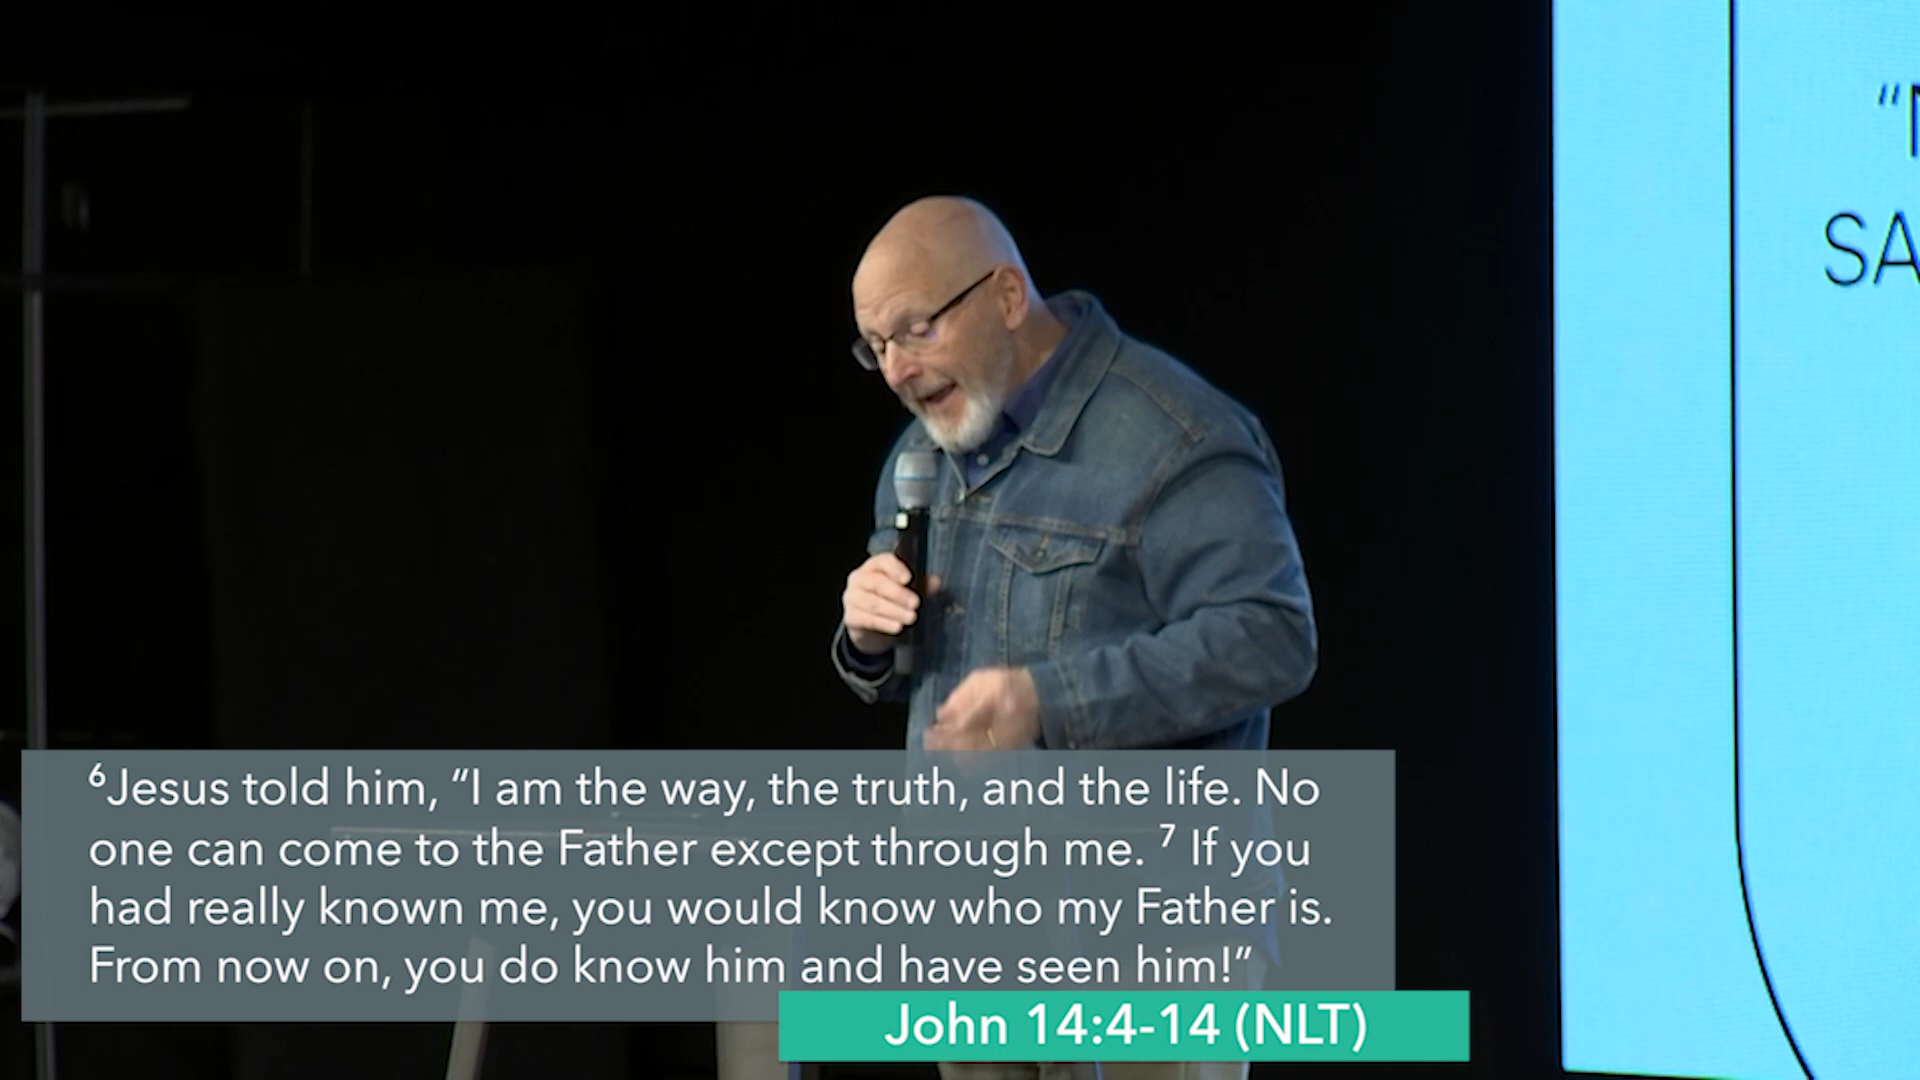 ⁶Jesus told him, “I am the way, the truth, and the life. No
one can come to the Father except through me. ⁷ If you
had really known me, you would know who my Father is.
From now on, you do know him and have seen him!”
John 14:4-14 (NLT)